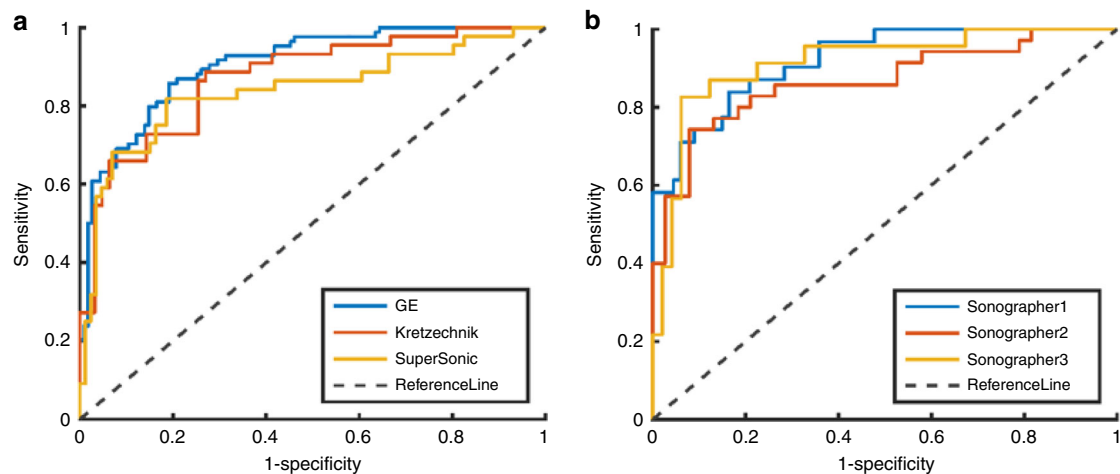 a
1
0.8
0.6
0.4
0.2
0
Sensitivity
GE
Kretzechnik
SuperSonic
ReferenceLine
0 0.2 0.4 0.6 0.8 1
1-specificity
b
1
0.8
0.6
0.4
0.2
0
Sensitivity
Sonographer1
Sonographer2
Sonographer3
ReferenceLine
0 0.2 0.4 0.6 0.8 1
1-specificity